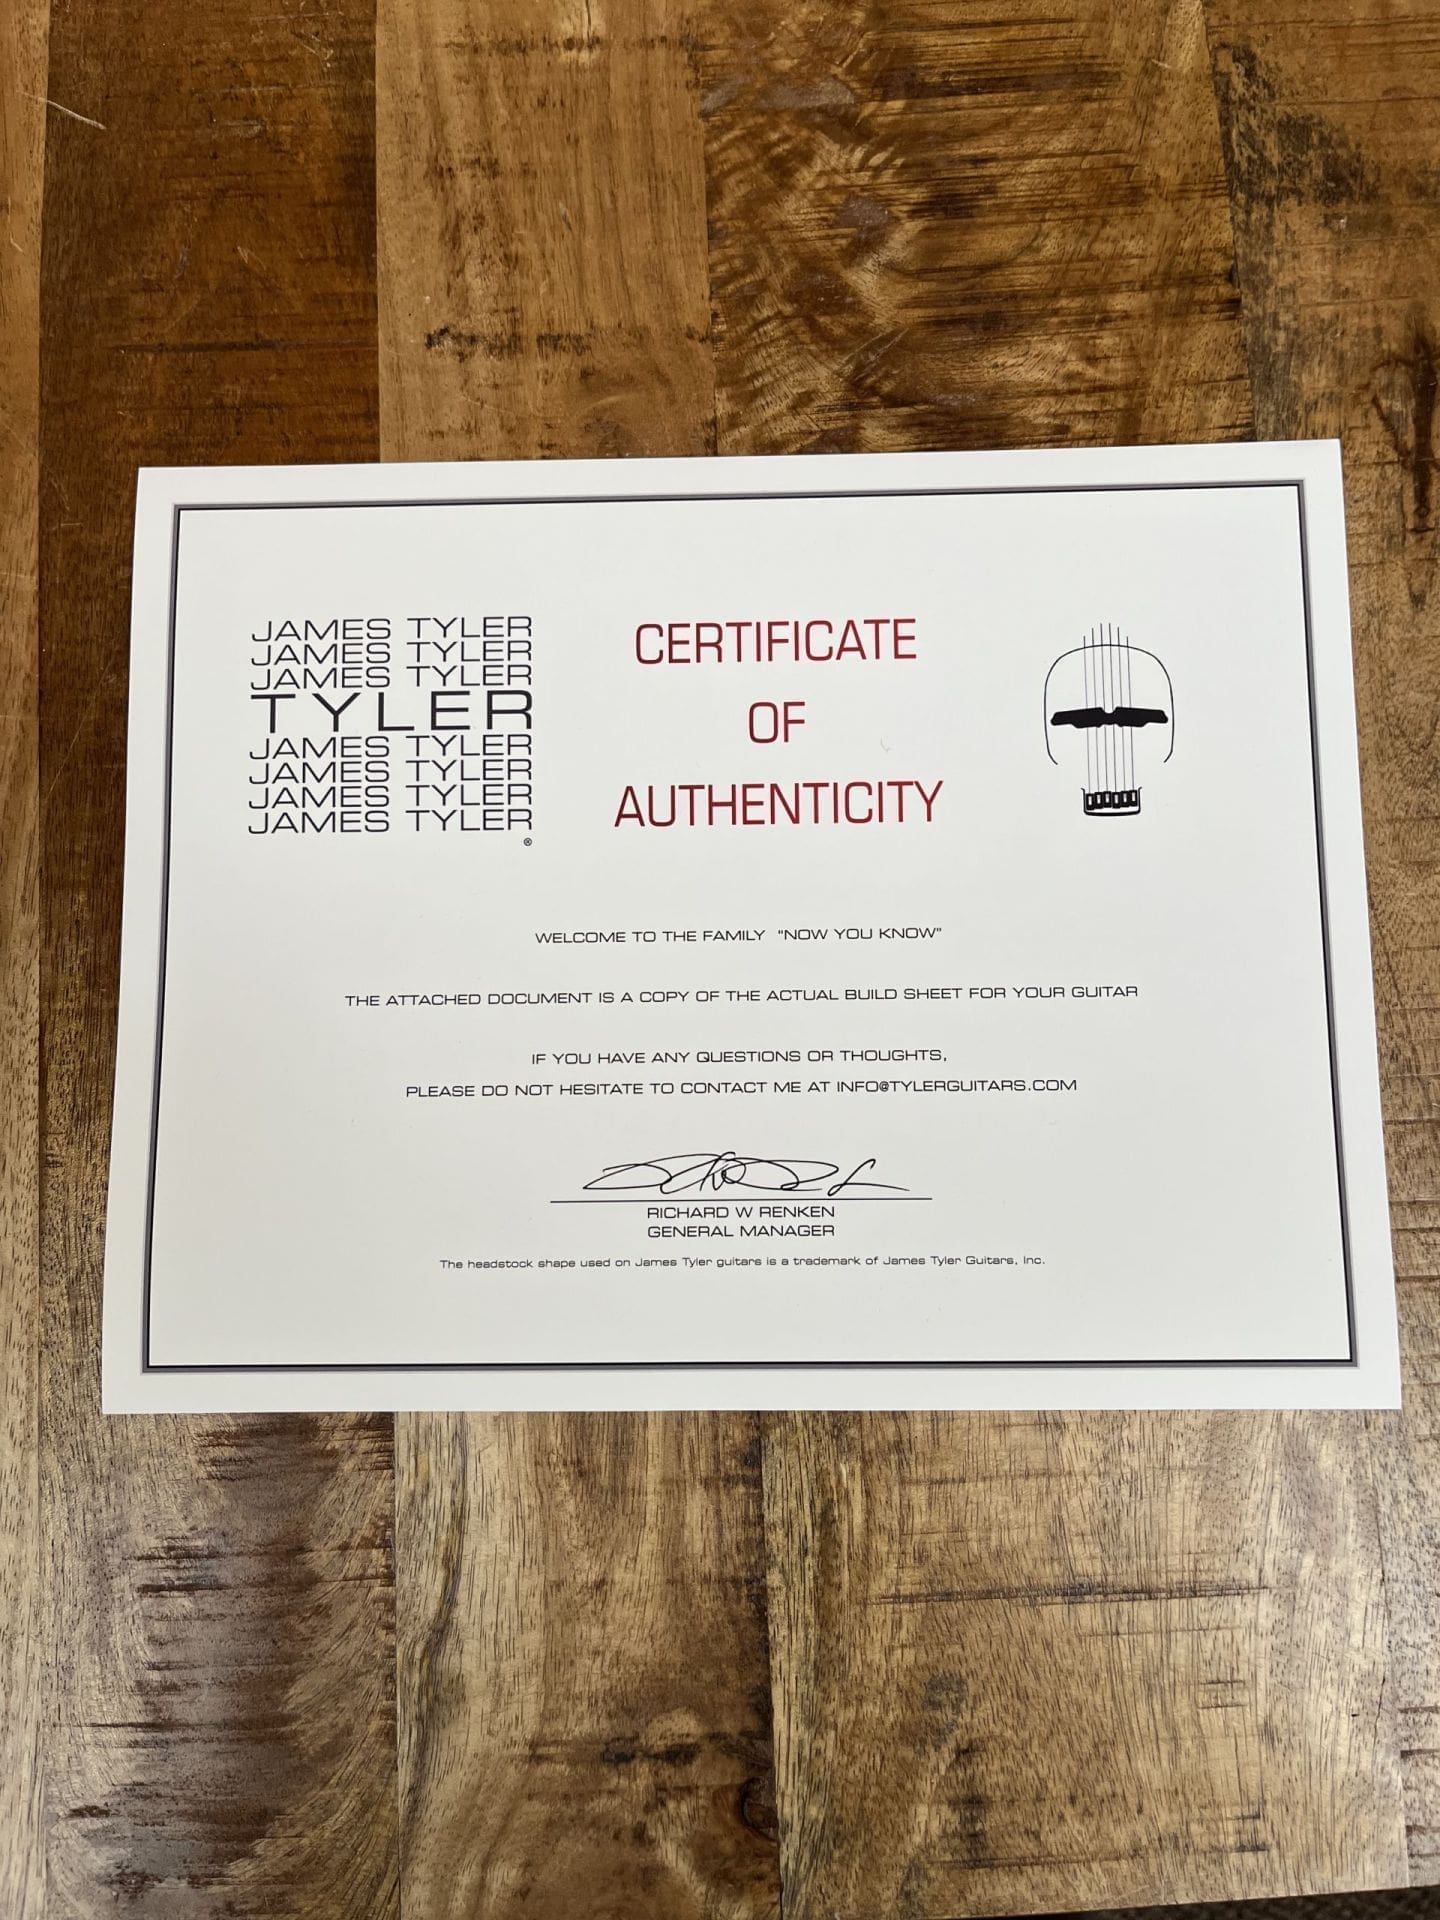 JAMES TYLER
JAMES TYLER
JAMES TYLER
TYLER
JAMES TYLER
JAMES TYLER
JAMES TYLER
JAMES TYLER
®
CERTIFICATE
OF
AUTHENTICITY
WELCOME TO THE FAMILY "NOW YOU KNOW"
THE ATTACHED DOCUMENT IS A COPY OF THE ACTUAL BUILD SHEET FOR YOUR GUITAR
IF YOU HAVE ANY QUESTIONS OR THOUGHTS,
PLEASE DO NOT HESITATE TO CONTACT ME AT INFO@TYLERGUITARS.COM
RICHARD W RENKEN
GENERAL MANAGER
The headstock shape used on James Tyler guitars is a trademark of James Tyler Guitars, Inc.